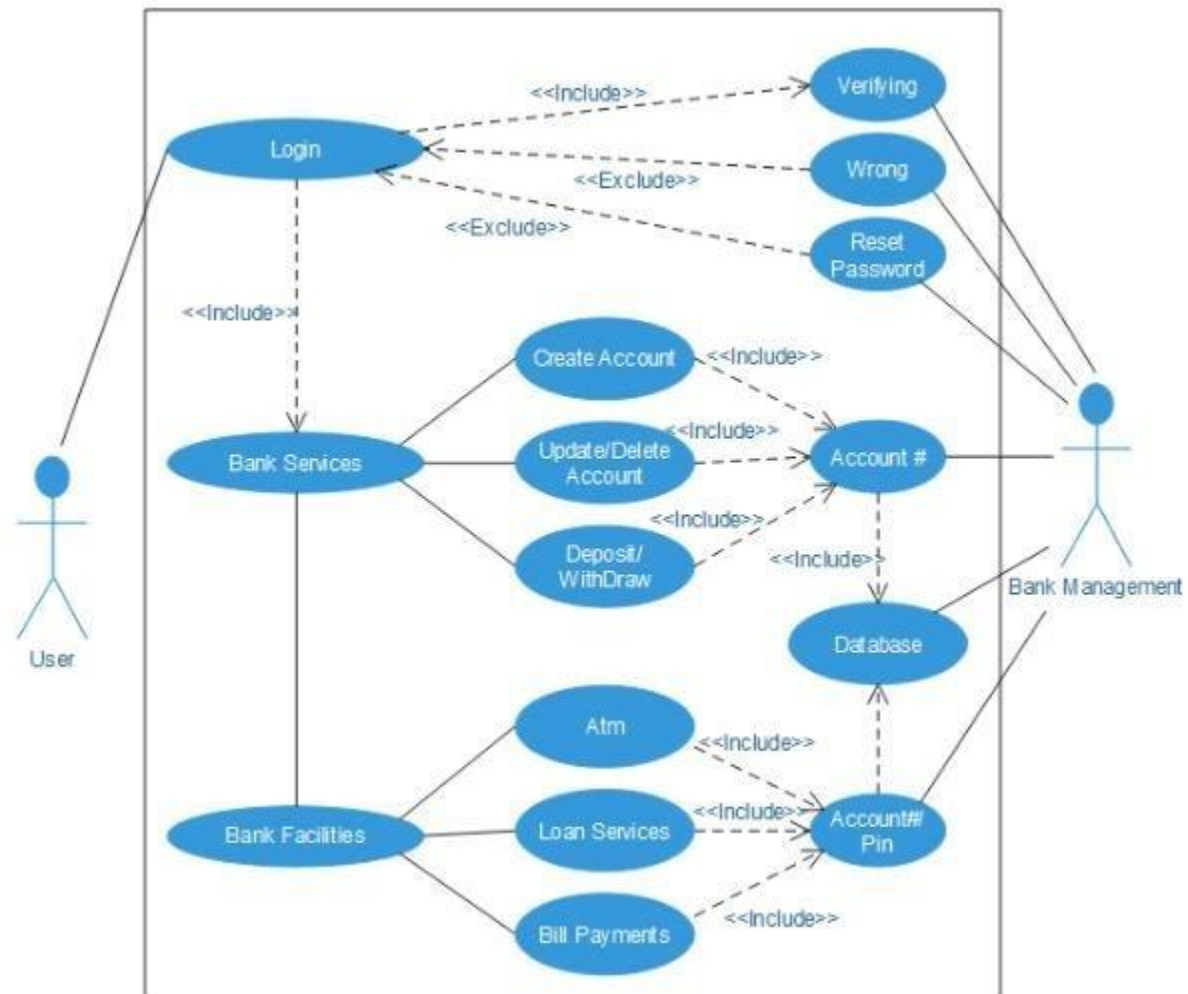 <<Include>>
Verifying
Login
Wrong
<<Exclude>>
<<Exclude>>
Reset
Password
<<Include>>
Create Account
<<Include>>
<<Include>>
Bank Services
Update/Delete
Account
Account #
<<Include>>
Deposit/
WithDraw
<<Include>>
Bank Management
User
Database
Atm
<<Include>>
<<Include>>
Bank Facilities
Loan Services
Account##
Pin
<<Include>>
Bill Payments